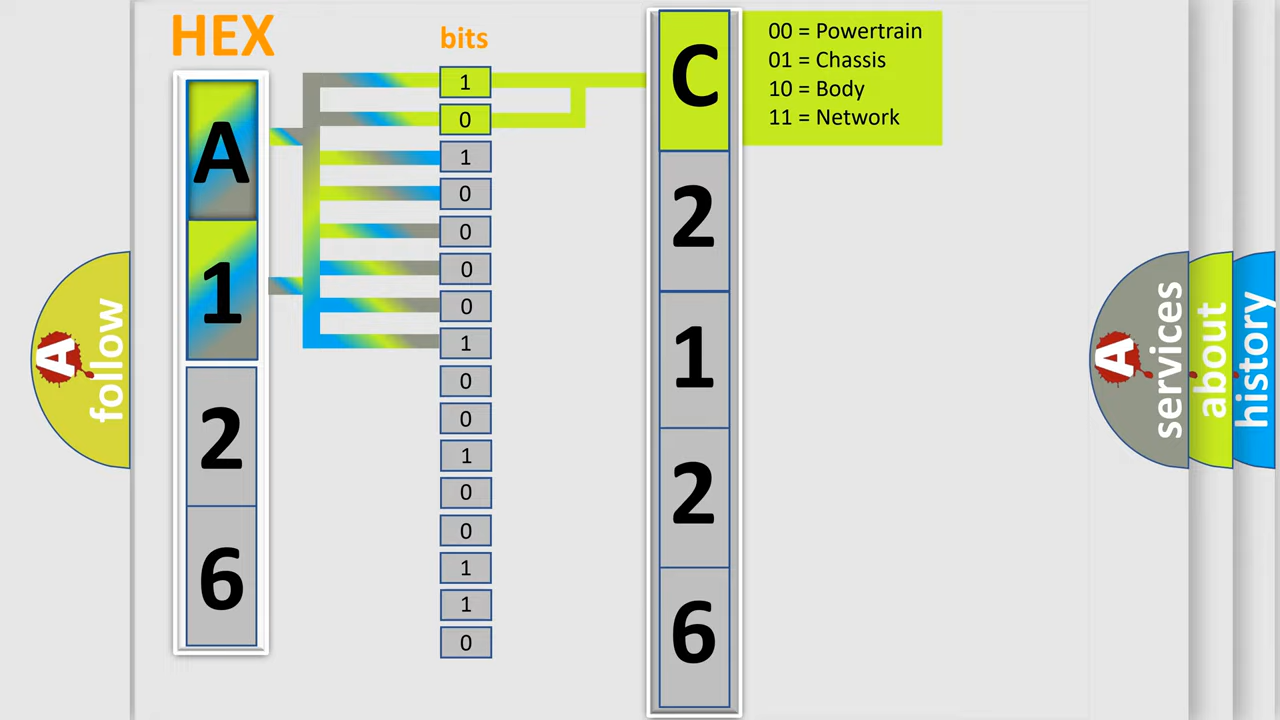 HEX
bits
A
1
2
6
1
0
1
0
0
0
0
1
0
0
1
0
0
1
1
0
C
2
1
2
6
00 = Powertrain
01 = Chassis
10 = Body
11 = Network
A follow
A services
about
history